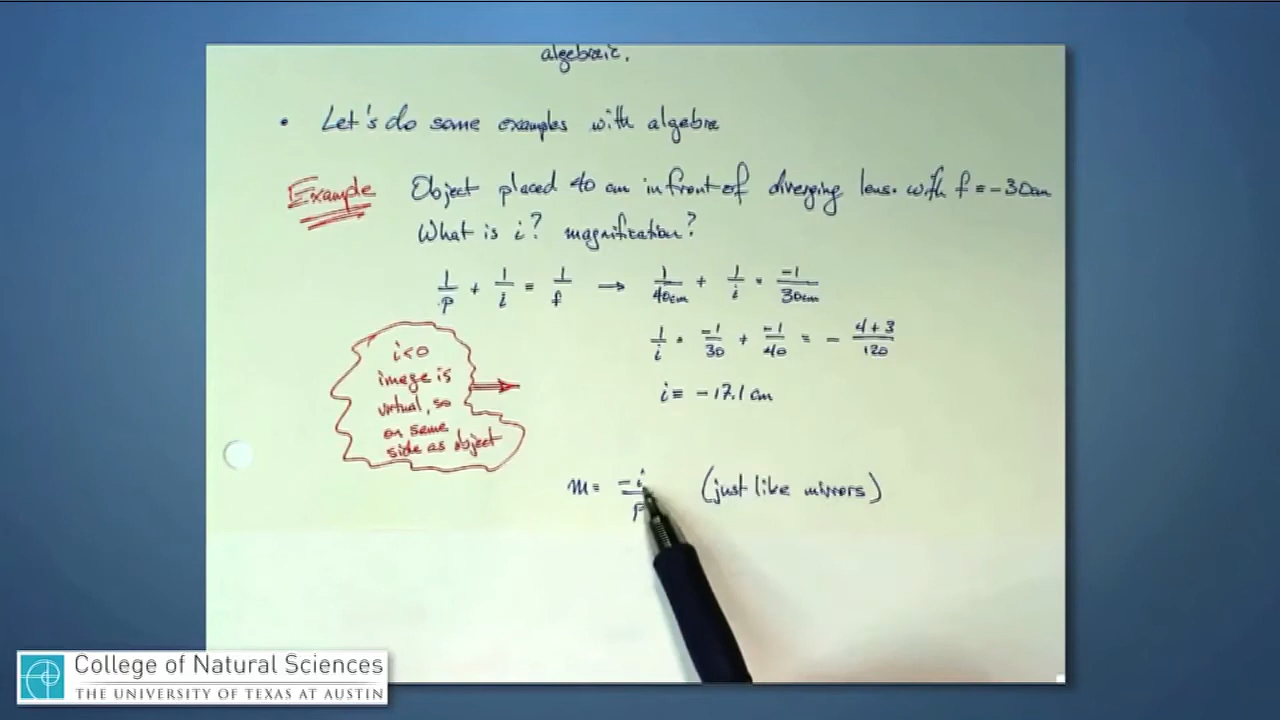 algebraic.
• Let's do some examples with algebra
Example Object placed 40 cm in front of diverging lens. with f = -30cm
What is i? magnification?
1/p + 1/i = 1/f → 1/40cm + 1/i = -1/30cm
1/i = -1/30 + -1/40 = - 4+3/120
i = -17.1 cm
i<0
image is
virtual, so
on same
side as object
m = -i/p (just like mirrors)
College of Natural Sciences
THE UNIVERSITY OF TEXAS AT AUSTIN